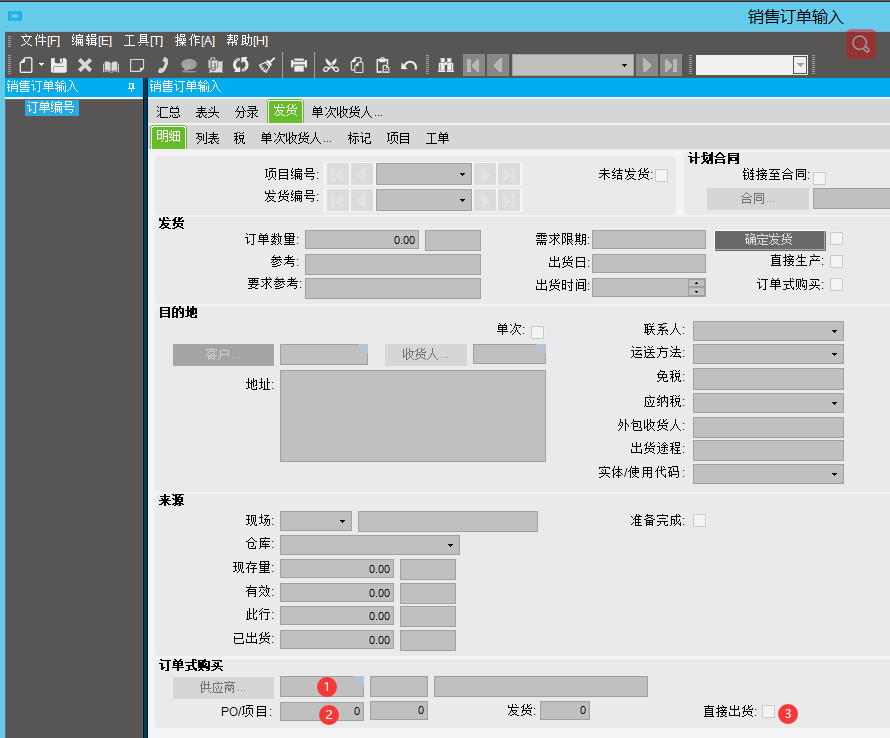 销售订单输入
文件[F] 编辑[E] 工具[T] 操作[A] 帮助[H]
销售订单输入
订单编号
销售订单输入
汇总 表头 分录 发货 单次收货人...
明细 列表 税 单次收货人... 标记 项目 工单
项目编号:
未结发货:
发货编号:
计划合同
链接至合同:
合同...
发货
订单数量: 0.00
需求限期:
确定发货
参考:
出货日:
直接生产:
要求参考:
出货时间:
订单式购买:
目的地
单次:
联系人:
客户...
收货人...
运送方法:
地址:
免税:
应纳税:
外包收货人:
出货途程:
实体/使用代码:
来源
现场:
准备完成:
仓库:
现存量: 0.00
有效: 0.00
此行: 0.00
已出货: 0.00
订单式购买
供应商... 1
PO/项目: 2 0 0
发货: 0
直接出货: 3